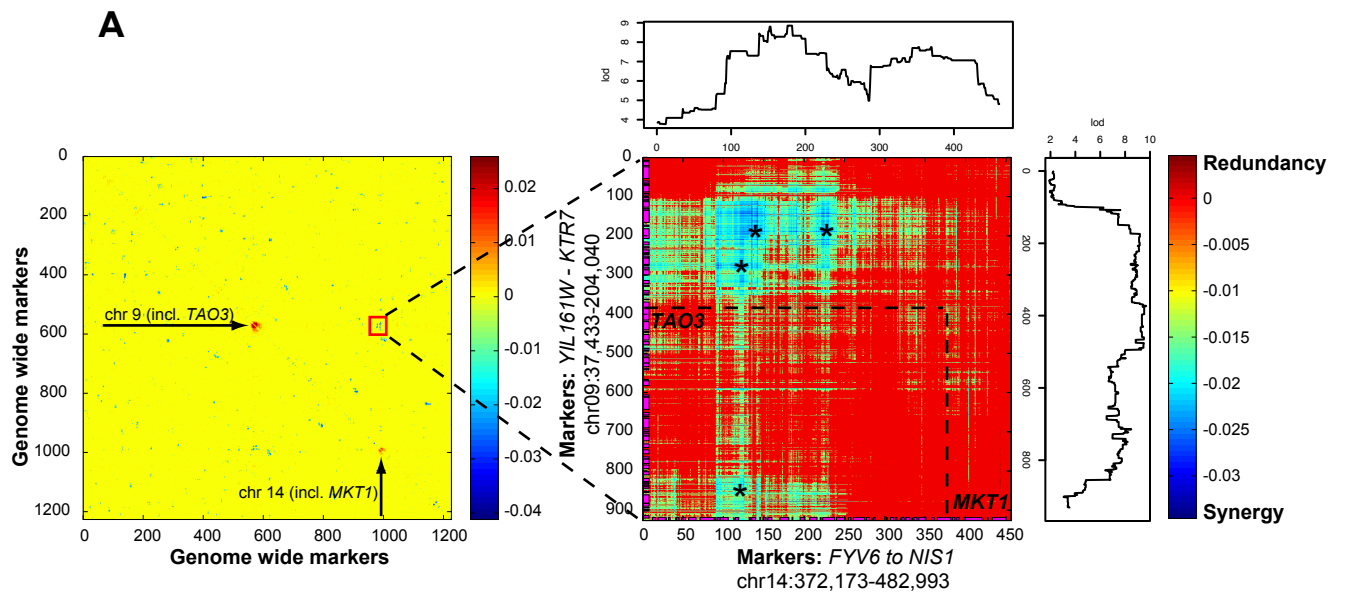 A
9
8
7
6
5
4
lod
0 100 200 300 400
lod
2 4 6 8 10
0
200
400
600
800
1000
1200
Genome wide markers
0 200 400 600 800 1000 1200
Genome wide markers
chr 9 (incl. TAO3)
chr 14 (incl. MKT1)
0.02
0.01
0
-0.01
-0.02
-0.03
-0.04
Markers: YIL161W - KTR7
chr09:37,433-204,040
0
100
200
300
400
500
600
700
800
900
*
*
*
*
TAO3
MKT1
0 50 100 150 200 250 300 350 400 450
Markers: FYV6 to NIS1
chr14:372,173-482,993
0
200
400
600
800
Redundancy
0
-0.005
-0.01
-0.015
-0.02
-0.025
-0.03
Synergy